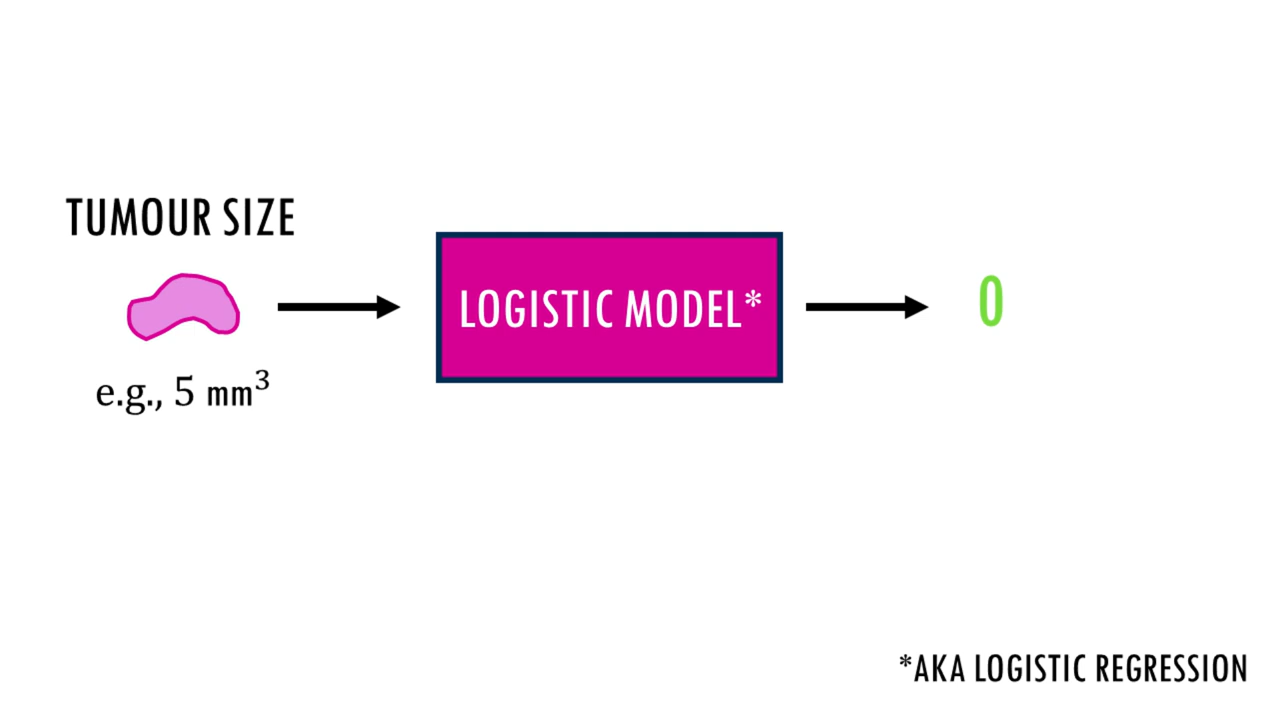 TUMOUR SIZE
e.g., 5 mm³
LOGISTIC MODEL*
0
*AKA LOGISTIC REGRESSION